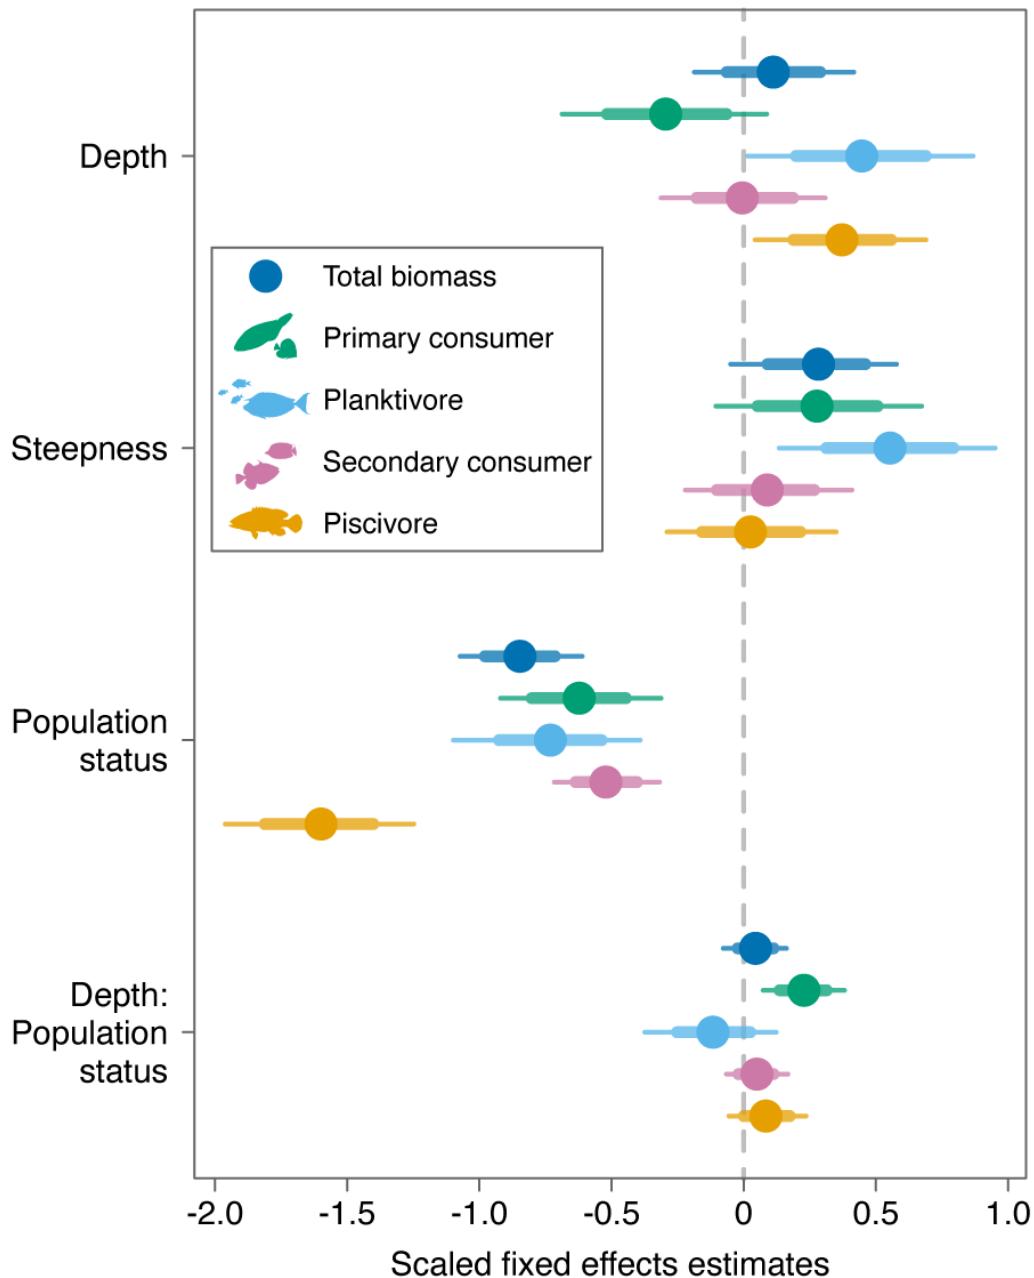 Depth
Total biomass
Primary consumer
Planktivore
Secondary consumer
Piscivore
Steepness
Population
status
Depth:
Population
status
-2.0 -1.5 -1.0 -0.5 0 0.5 1.0
Scaled fixed effects estimates